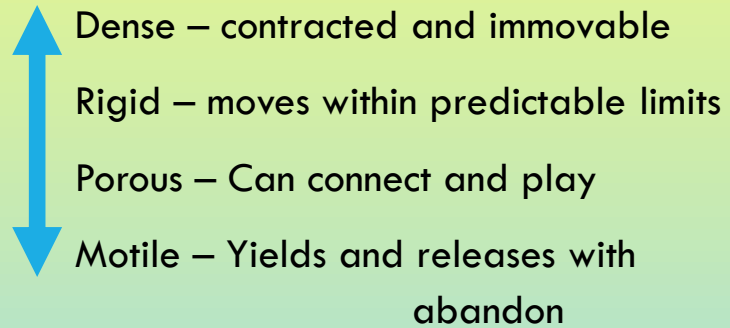 Dense – contracted and immovable
Rigid – moves within predictable limits
Porous – Can connect and play
Motile – Yields and releases with
abandon